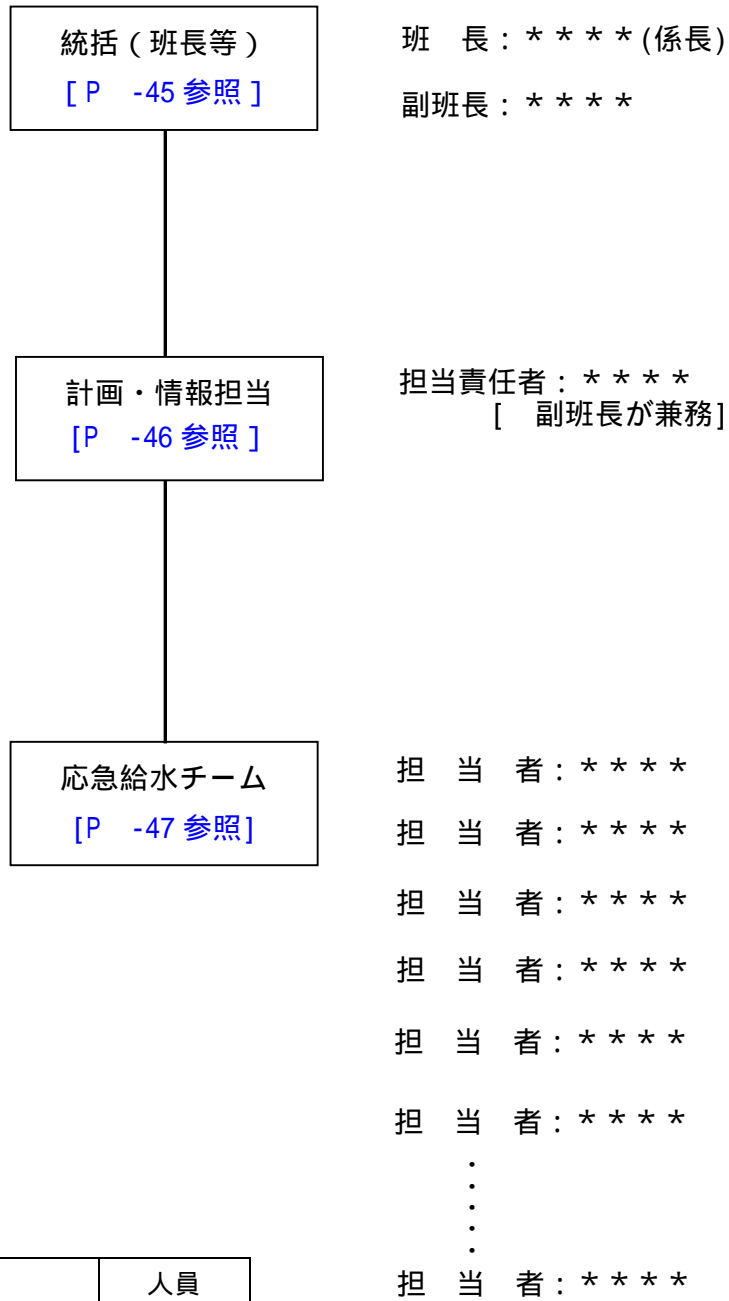 統括（班長等）
[Ｐ　-45 参照 ]
班　長：＊＊＊＊(係長)
副班長：＊＊＊＊
計画・情報担当
[Ｐ　-46 参照 ]
担当責任者：＊＊＊＊
[　副班長が兼務]
応急給水チーム
[Ｐ　-47 参照]
担　当　者：＊＊＊＊
担　当　者：＊＊＊＊
担　当　者：＊＊＊＊
担　当　者：＊＊＊＊
担　当　者：＊＊＊＊
担　当　者：＊＊＊＊
・
・
・
・
・
担　当　者：＊＊＊＊
人員